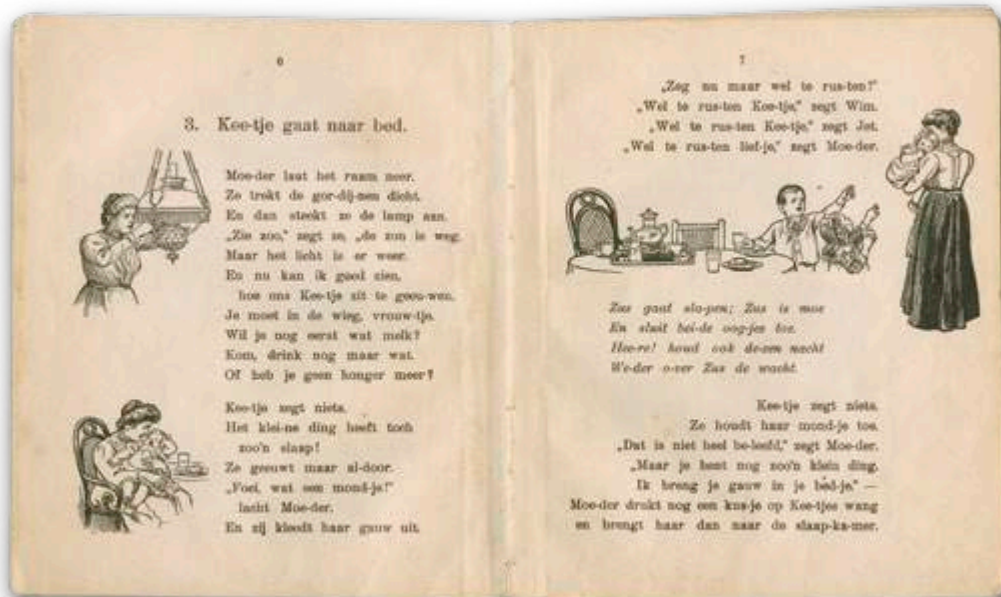 6
3. Kee-tje gaat naar bed.
Moe-der laat het raam neer.
Ze trekt de gor-dij-nen dicht.
En dan steekt ze de lamp aan.
„Zie zoo,” zegt ze, „de zon is weg.
Maar het licht is er weer.
En nu kan ik goed zien,
hoe ons Kee-tje zit te geeu-wen.
Je moet in de wieg, vrouw-tje.
Wil je nog eerst wat melk?
Kom, drink nog maar wat.
Of heb je geen honger meer?
Kee-tje zegt niets.
Het klei-ne ding heeft toch
zoo'n slaap!
Ze geeuwt maar al-door.
„Foei, wat een mond-je!”
lacht Moe-der.
En zij kleedt haar gauw uit.
7
„Zeg nu maar wel te rus-ten?”
„Wel te rus-ten Kee-tje,” zegt Wim.
„Wel te rus-ten Kee-tje,” zegt Jet.
„Wel te rus-ten lief-je,” zegt Moe-der.
Zus gaat sla-pen; Zus is moe
En sluit bei-de oog-jes toe.
Hee-re! houd ook de-zen nacht
We-der o-ver Zus de wacht.
Kee-tje zegt niets.
Ze houdt haar mond-je toe.
„Dat is niet heel be-leefd,” zegt Moe-der.
„Maar je bent nog zoo'n klein ding.
Ik breng je gauw in je bed-je.” —
Moe-der drukt nog een kus-je op Kee-tjes wang
en brengt haar dan naar de slaap-ka-mer.